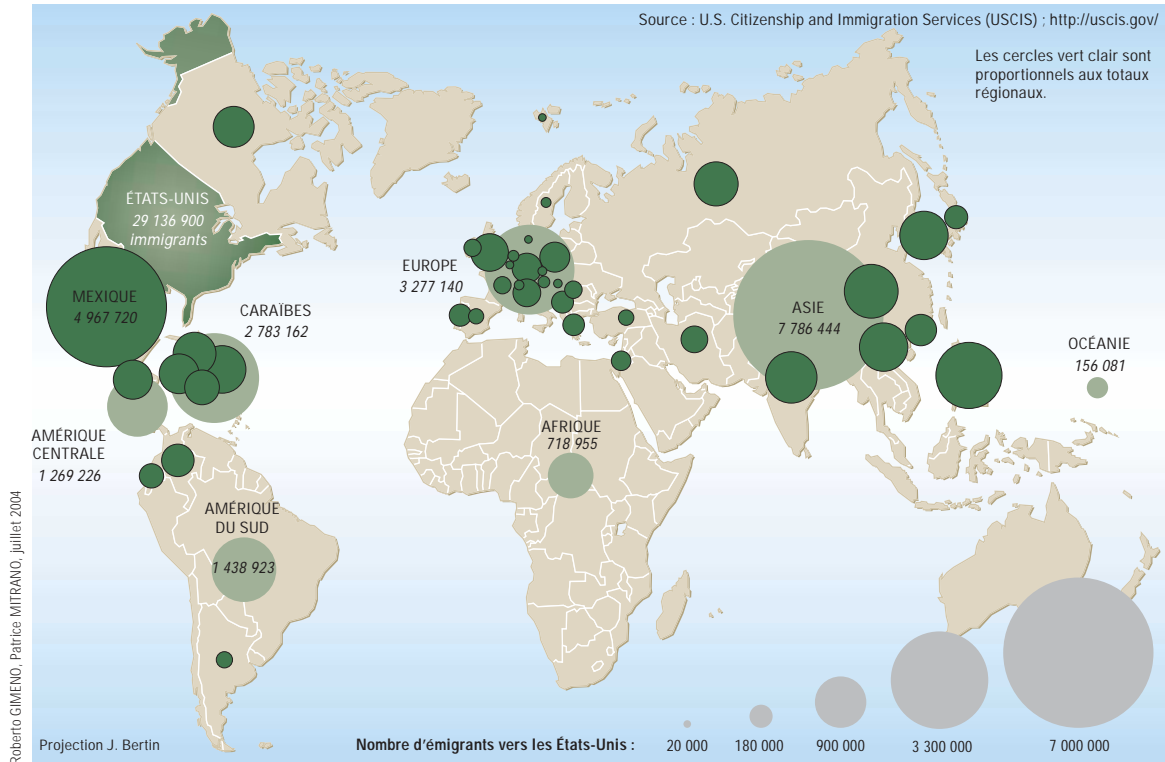 Source : U.S. Citizenship and Immigration Services (USCIS) ; http://uscis.gov/
Les cercles vert clair sont
proportionnels aux totaux
régionaux.
ÉTATS-UNIS
29 136 900
immigrants
MEXIQUE
4 967 720
CARAÏBES
2 783 162
EUROPE
3 277 140
ASIE
7 786 444
OCÉANIE
156 081
AMÉRIQUE
CENTRALE
1 269 226
AFRIQUE
718 955
AMÉRIQUE
DU SUD
1 438 923
Roberto GIMENO, Patrice MITRANO, juillet 2004
Projection J. Bertin
Nombre d'émigrants vers les États-Unis :
20 000
180 000
900 000
3 300 000
7 000 000